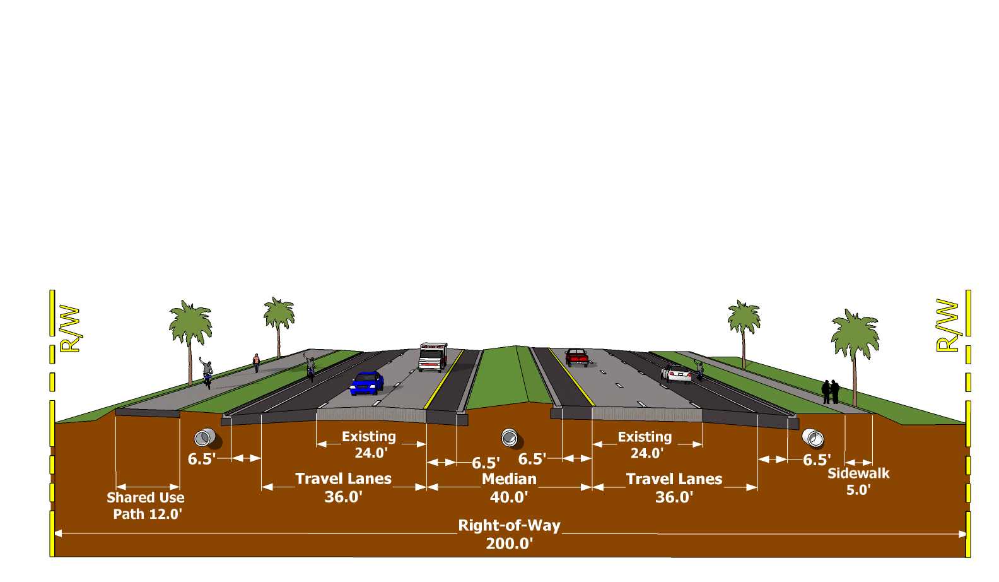 R/W
R/W
Existing
24.0'
Existing
24.0'
6.5'
6.5'
6.5'
6.5'
Travel Lanes
36.0'
Median
40.0'
Travel Lanes
36.0'
Sidewalk
5.0'
Shared Use
Path 12.0'
Right-of-Way
200.0'